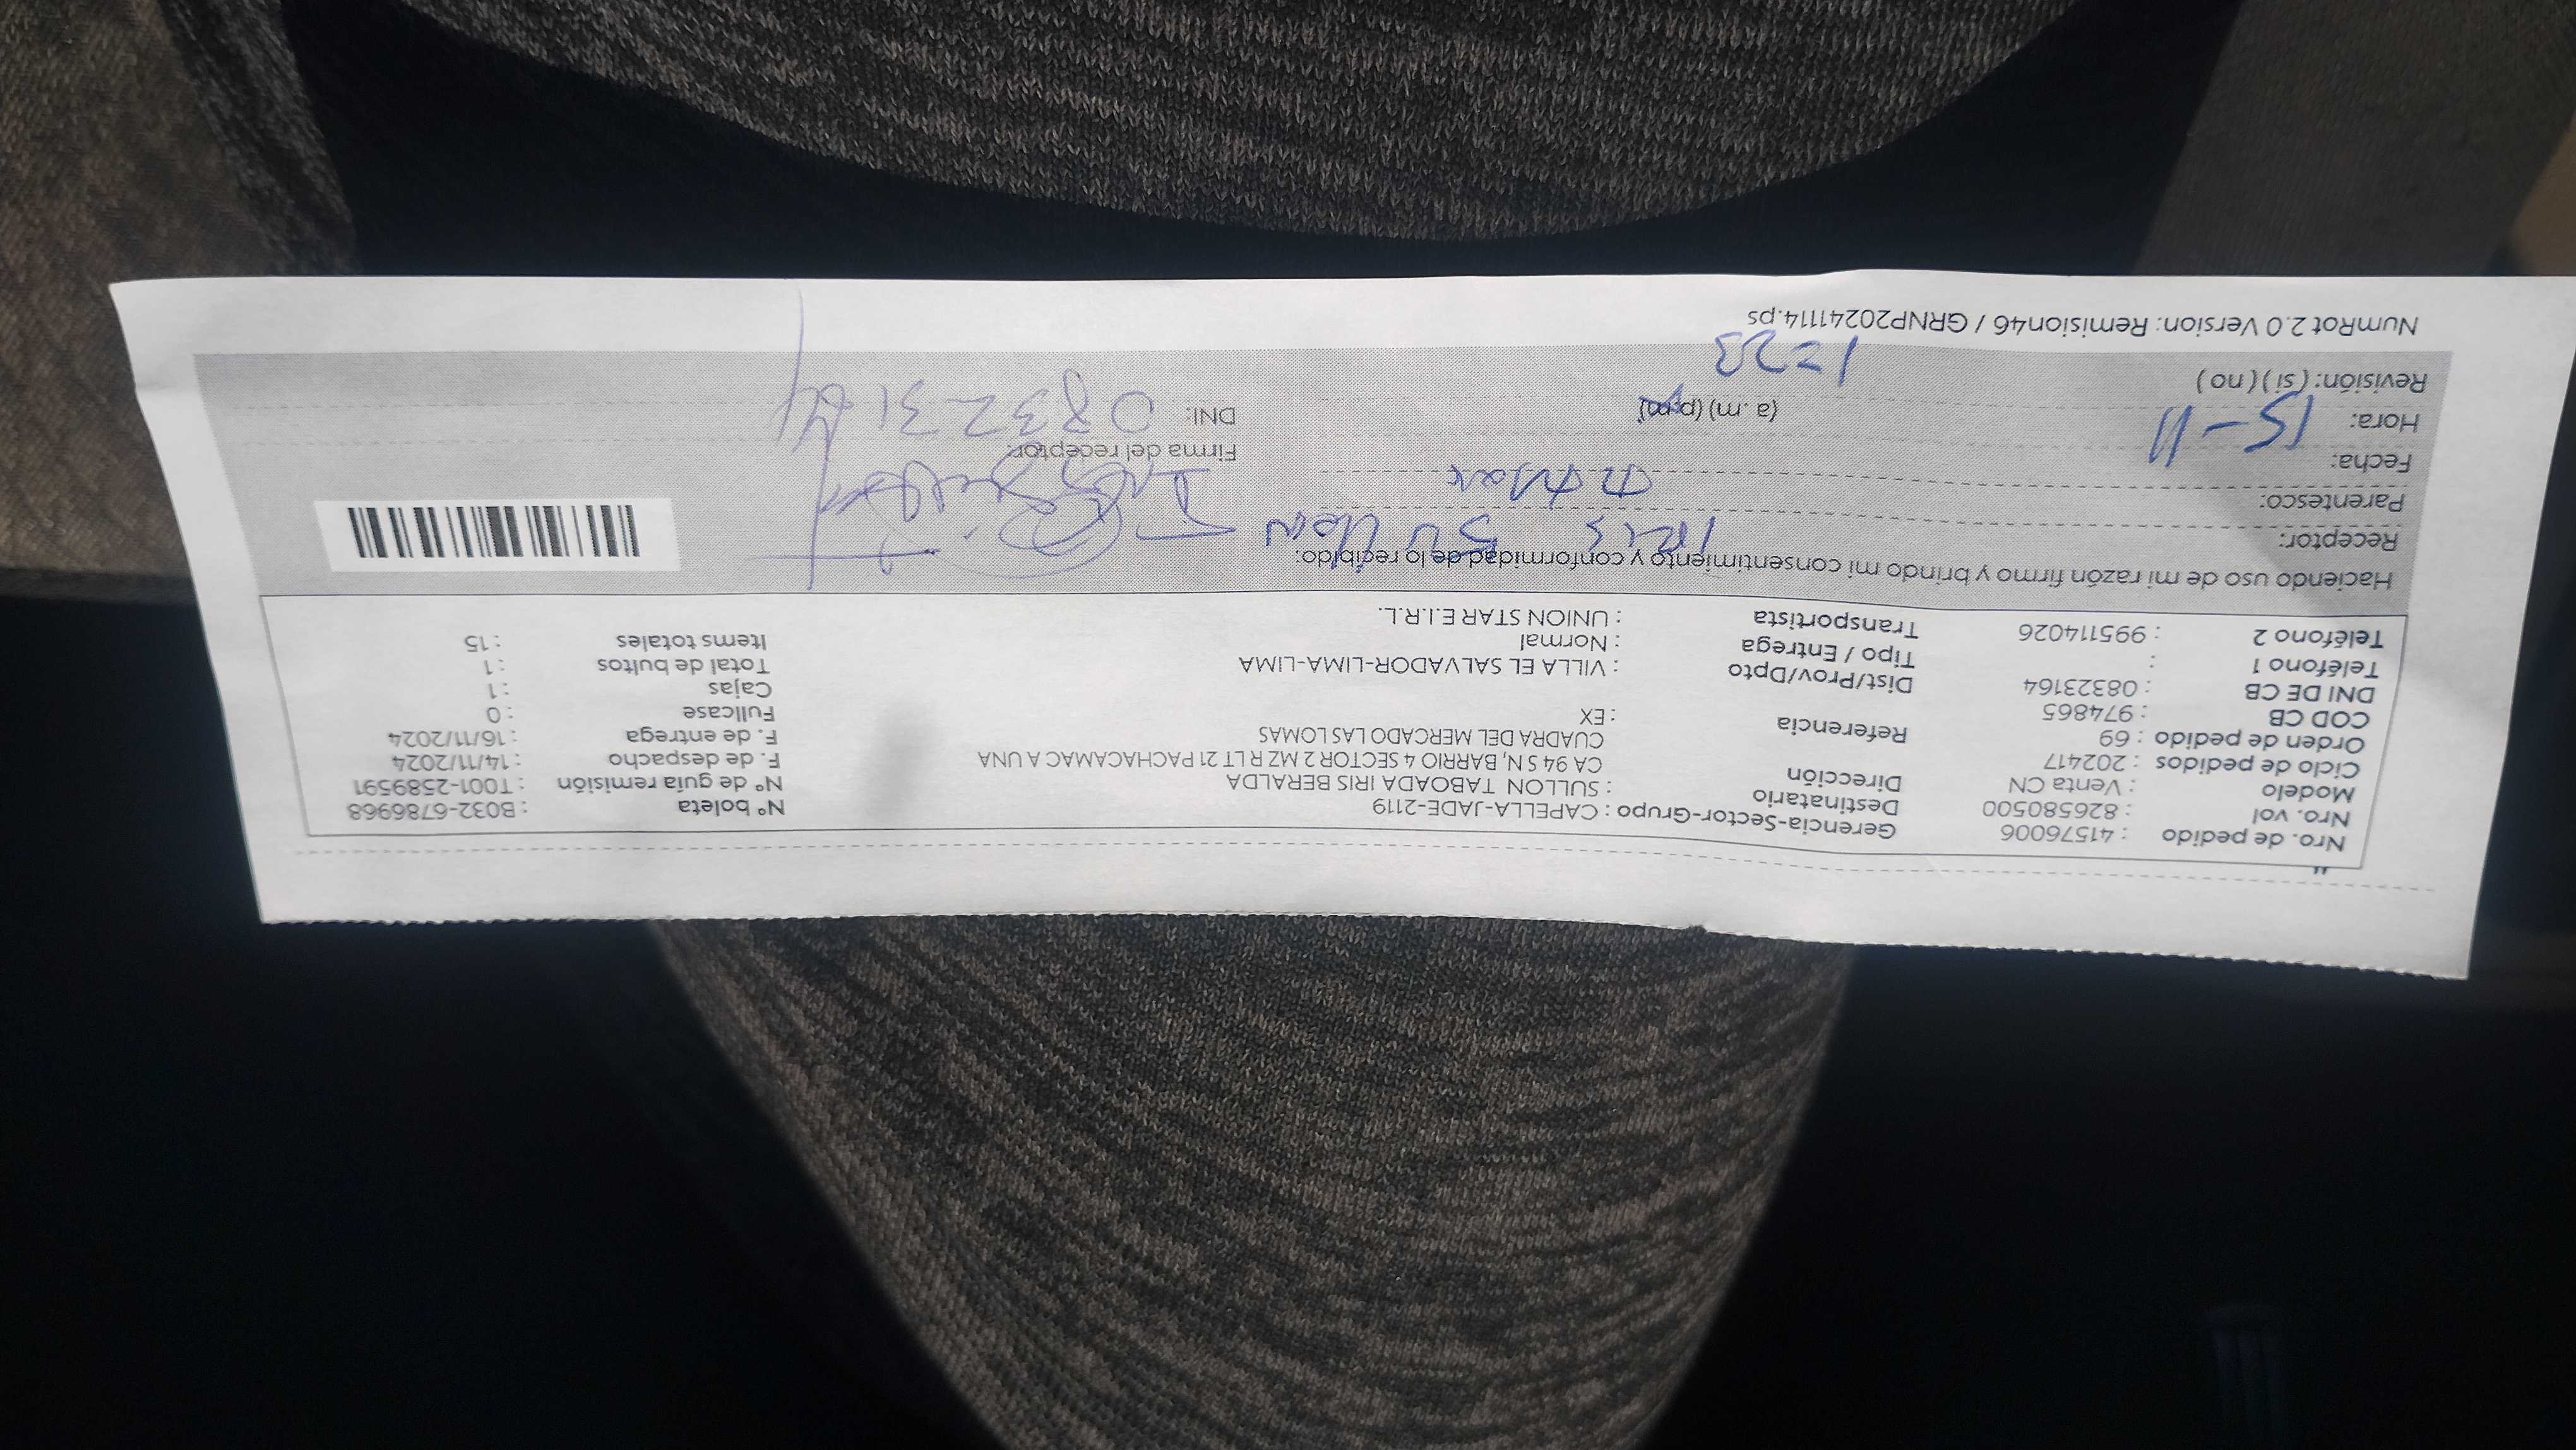 Nro. de pedido : 41576006 Gerencia-Sector-Grupo : CAPELLA-JADE-2119 N° boleta : B032-6786968
Nro. vol : 826580500 Destinatario : SULLON TABOADA IRIS BERALDA N° de guía remisión : T001-2589591
Modelo : Venta CN Dirección CA 94 S N, BARRIO 4 SECTOR 2 MZ R LT 21 PACHACAMAC A UNA F. de despacho : 14/11/2024
Ciclo de pedidos : 202417 CUADRA DEL MERCADO LAS LOMAS F. de entrega : 16/11/2024
Orden de pedido : 69 Referencia : EX Fullcase : 0
COD CB : 974865 Cajas : 1
DNI DE CB : 08323164 Dist/Prov/Dpto : VILLA EL SALVADOR-LIMA-LIMA Total de bultos : 1
Teléfono 1 : Tipo / Entrega : Normal Items totales : 15
Teléfono 2 : 995114026 Transportista : UNION STAR E.I.R.L.
Haciendo uso de mi razón firmo y brindo mi consentimiento y conformidad de lo recibido:
Receptor: IRIS Sullon
Parentesco:
Fecha: 15-11 Firma del receptor:
Hora: (a.m) (p.m) DNI: 08323164
Revisión: (si) (no) 1=23
NumRot 2.0 Version: Remision46 / GRNP20241114.ps